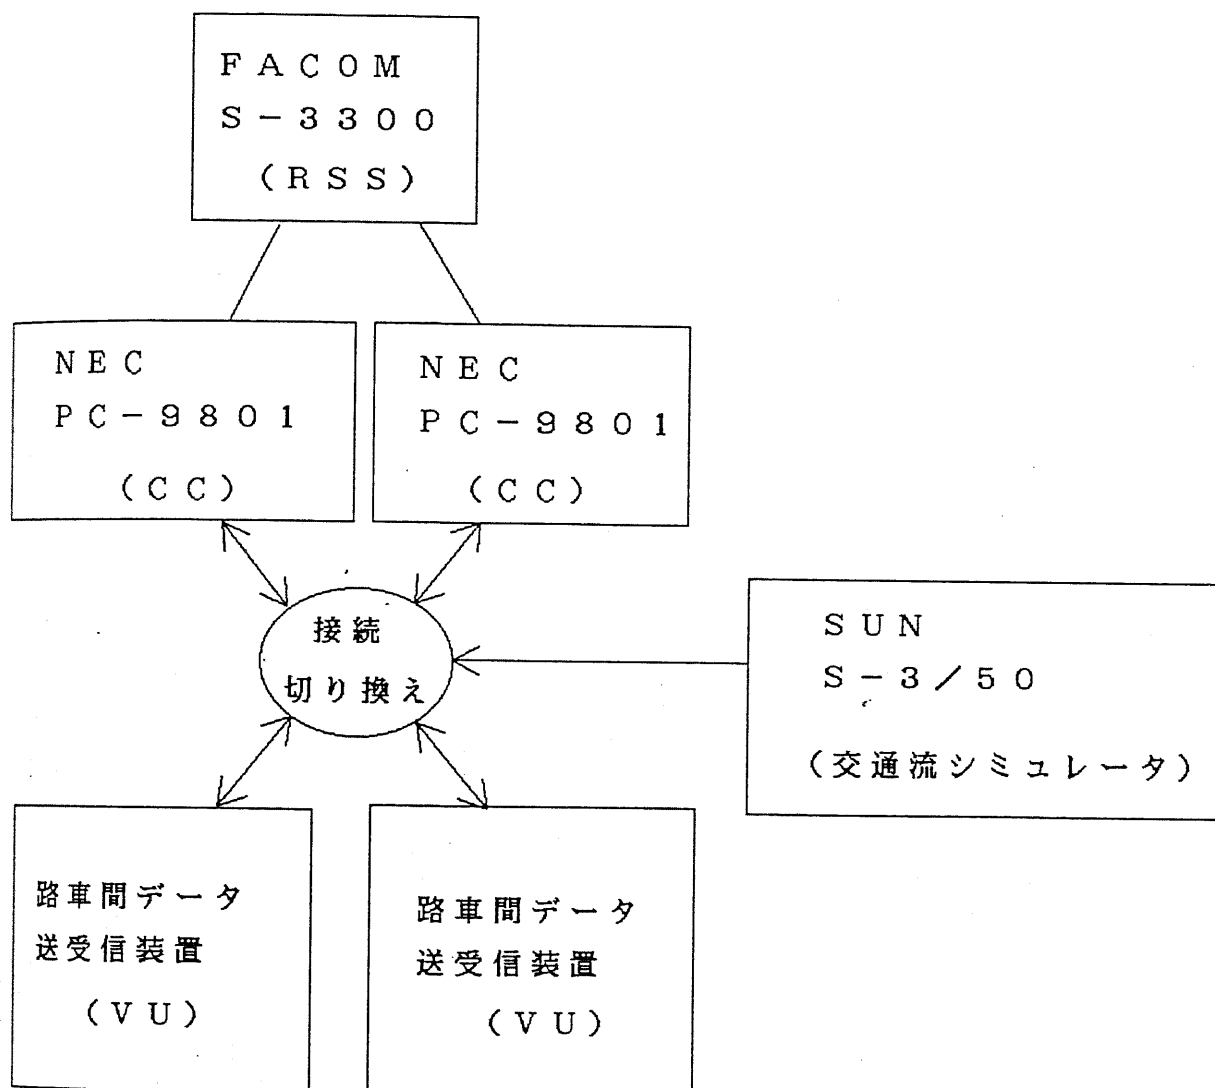 FACOM
S-3300
(RSS)
NEC
PC-9801
(CC)
NEC
PC-9801
(CC)
接続
切り換え
SUN
S-3/50
(交通流シミュレータ)
路車間データ
送受信装置
(VU)
路車間データ
送受信装置
(VU)